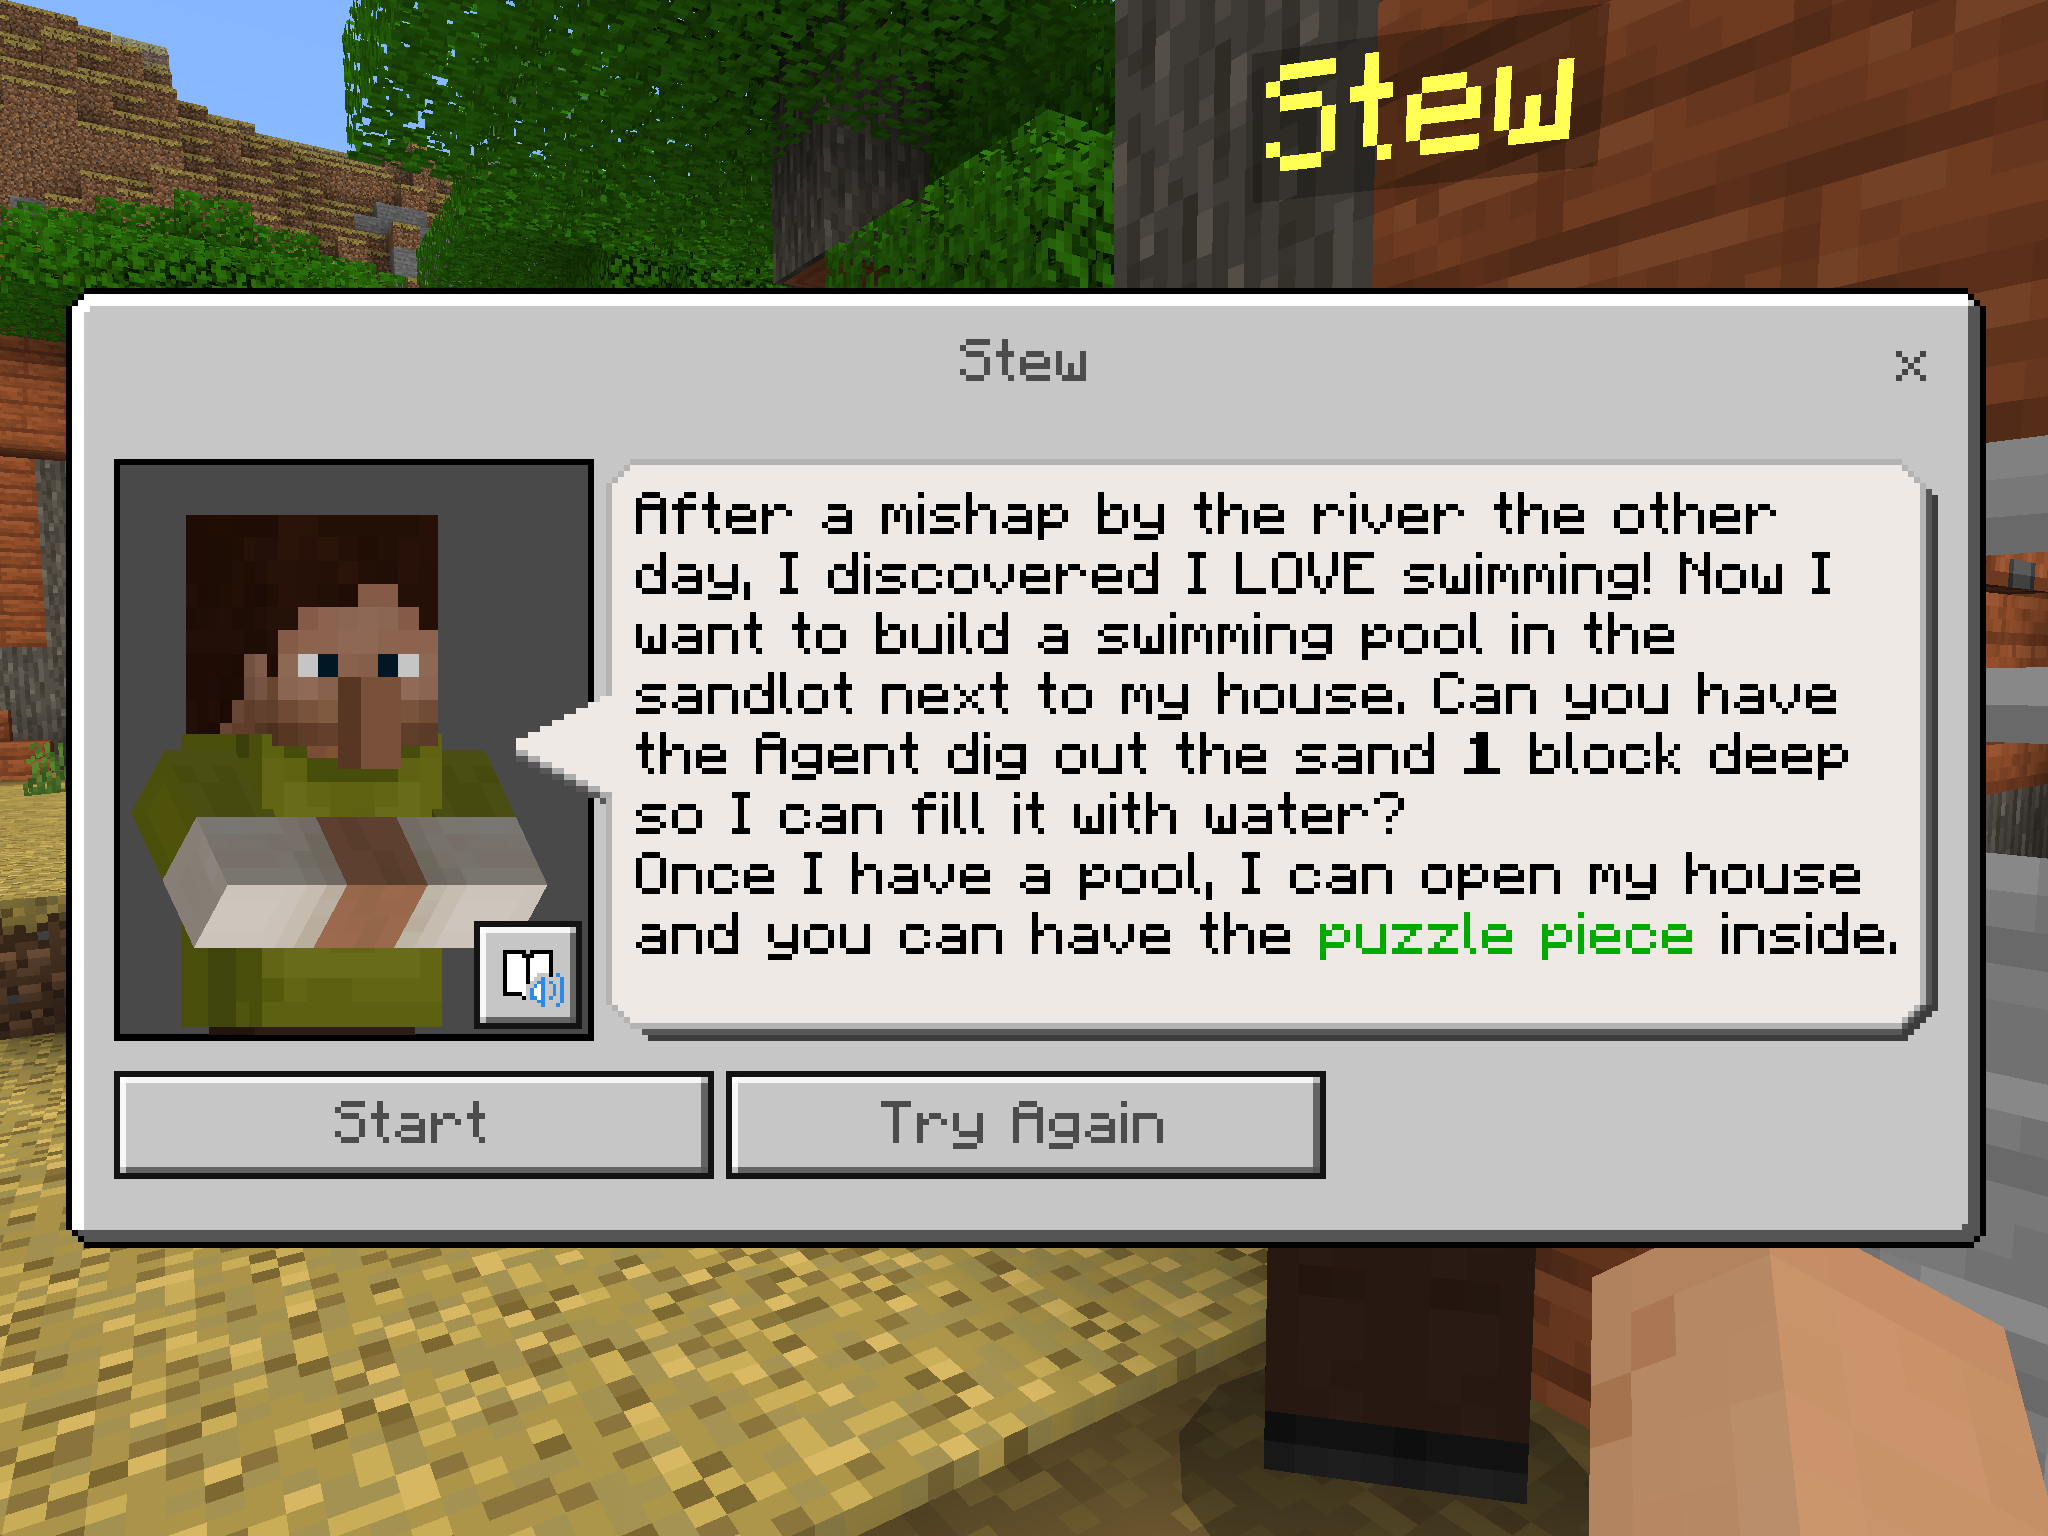 Stew
Stew
x
After a mishap by the river the other
day, I discovered I LOVE swimming! Now I
want to build a swimming pool in the
sandlot next to my house. Can you have
the Agent dig out the sand 1 block deep
so I can fill it with water?
Once I have a pool, I can open my house
and you can have the puzzle piece inside.
Start
Try Again